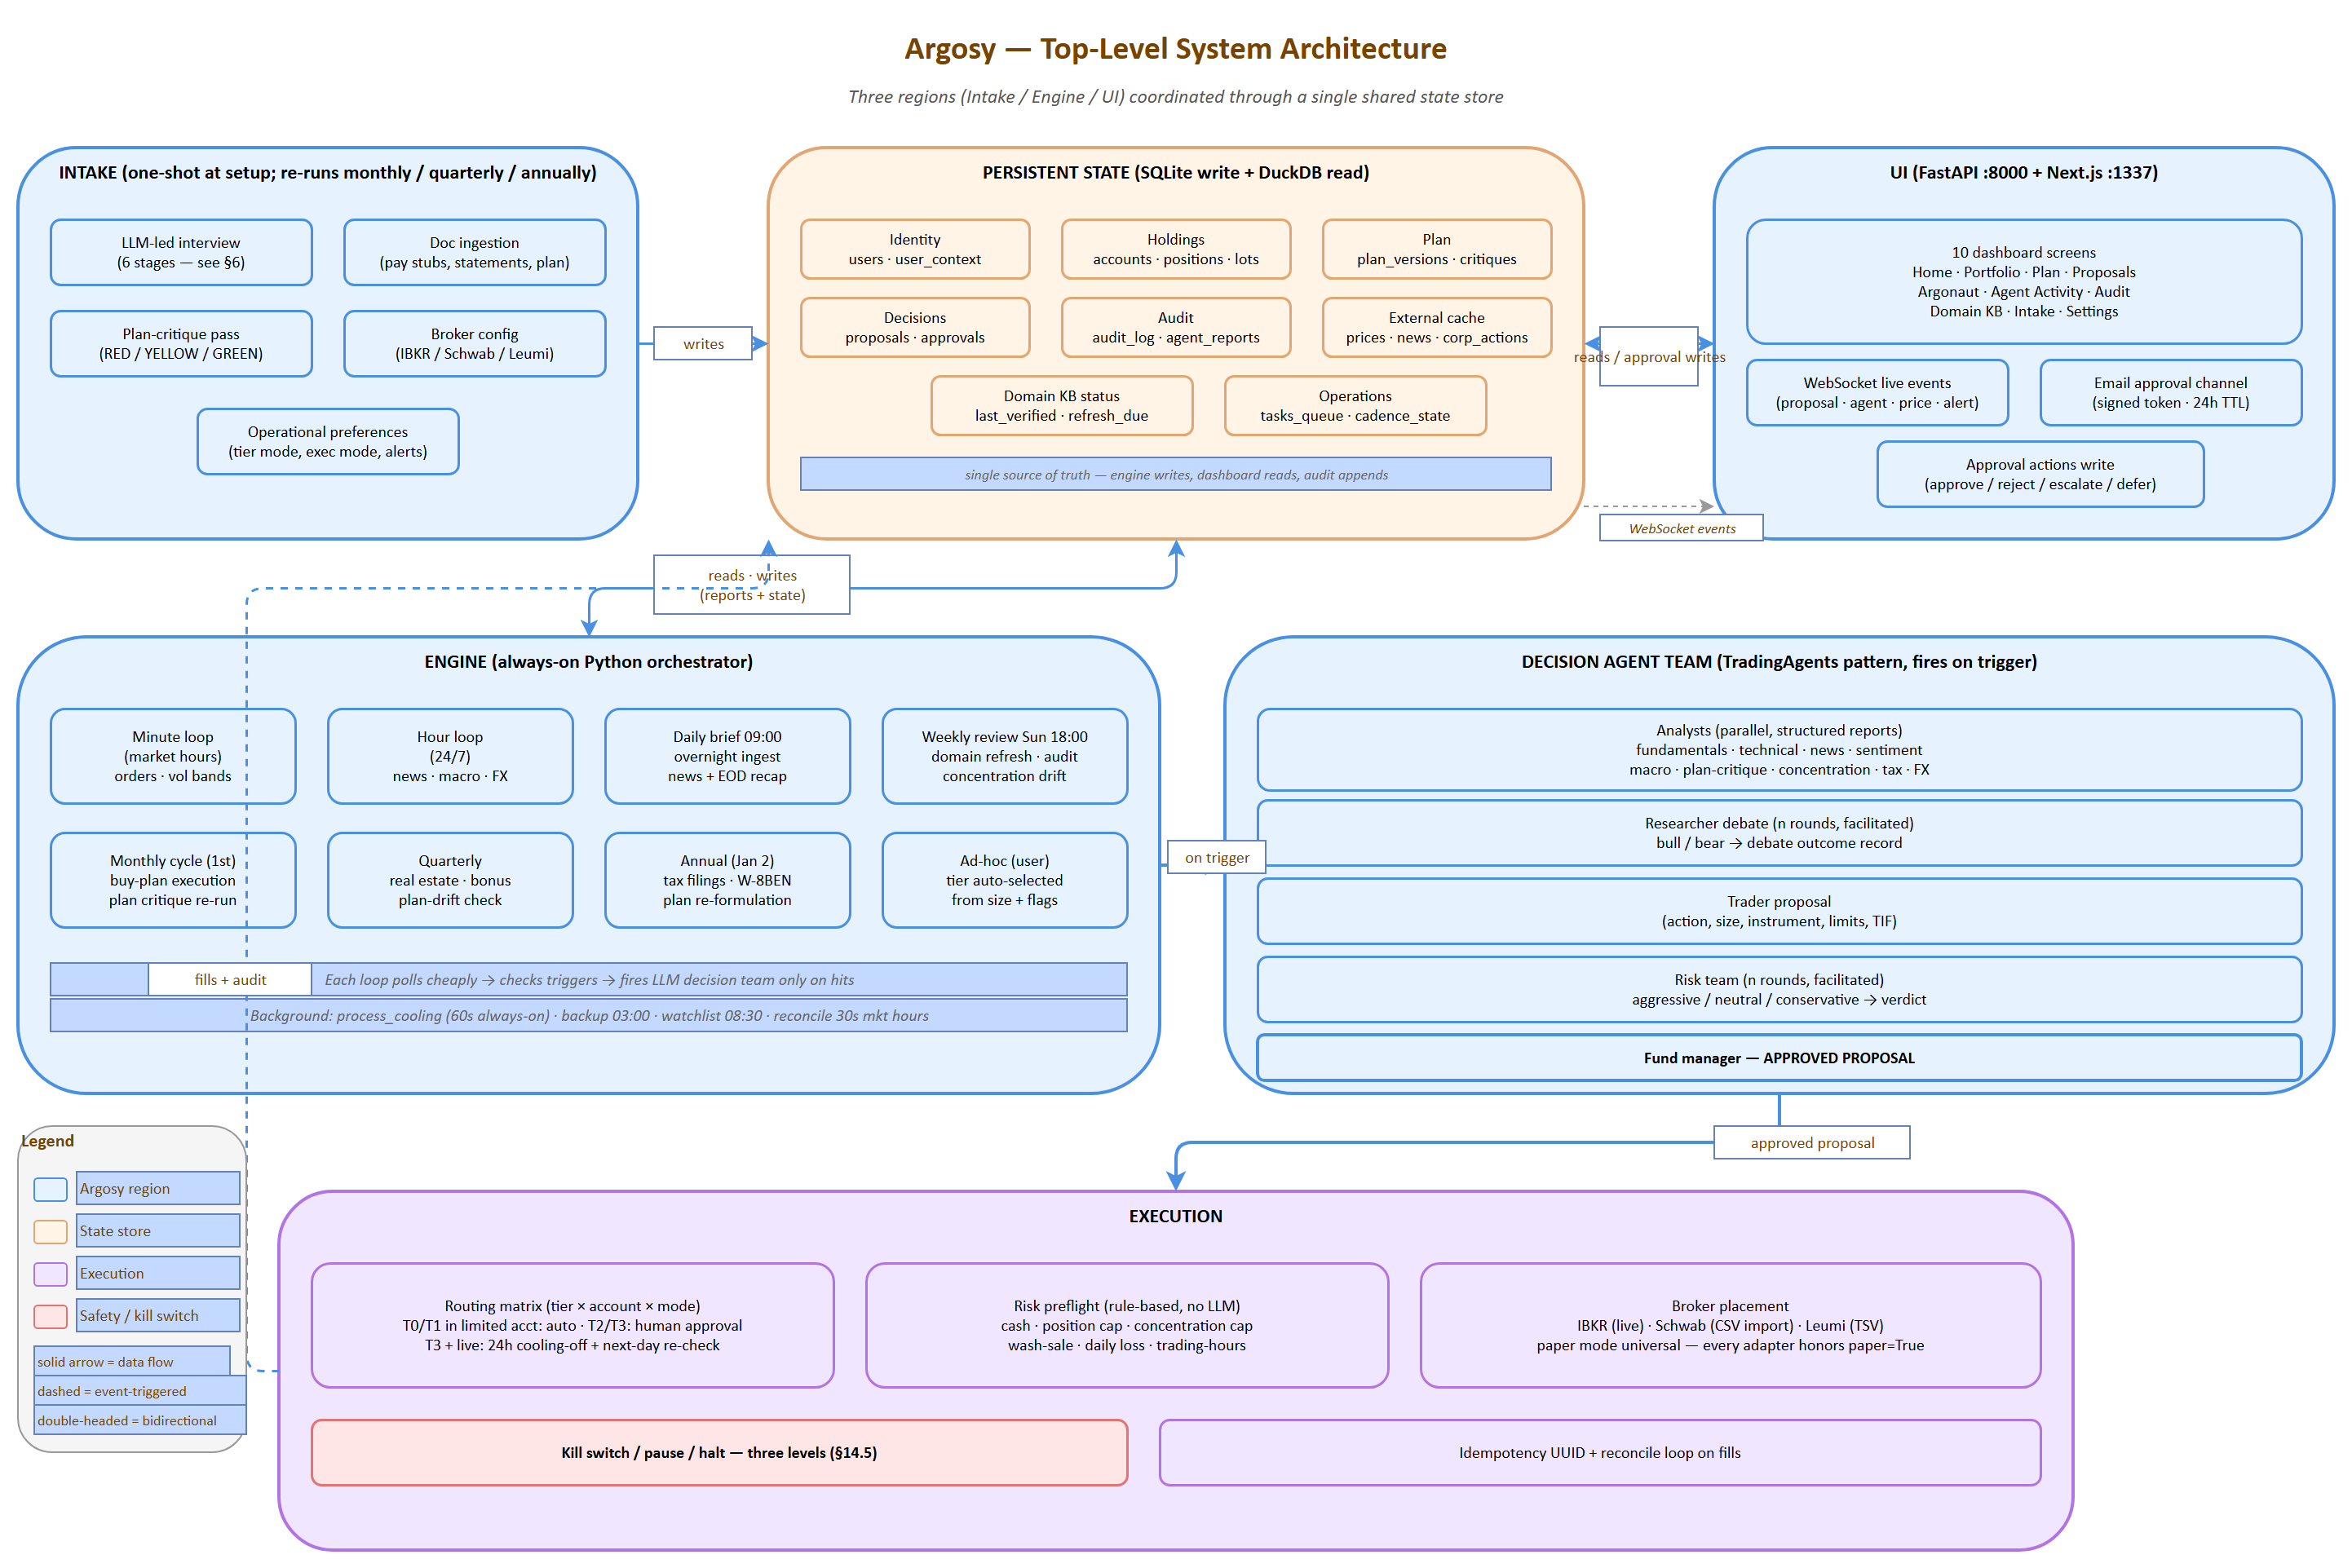 Argosy — Top-Level System Architecture
Three regions (Intake / Engine / UI) coordinated through a single shared state store
INTAKE (one-shot at setup; re-runs monthly / quarterly / annually)
LLM-led interview
(6 stages — see §6)
Doc ingestion
(pay stubs, statements, plan)
Plan-critique pass
(RED / YELLOW / GREEN)
Broker config
(IBKR / Schwab / Leumi)
Operational preferences
(tier mode, exec mode, alerts)
writes
PERSISTENT STATE (SQLite write + DuckDB read)
Identity
users · user_context
Holdings
accounts · positions · lots
Plan
plan_versions · critiques
Decisions
proposals · approvals
Audit
audit_log · agent_reports
External cache
prices · news · corp_actions
Domain KB status
last_verified · refresh_due
Operations
tasks_queue · cadence_state
single source of truth — engine writes, dashboard reads, audit appends
reads / approval writes
WebSocket events
UI (FastAPI :8000 + Next.js :1337)
10 dashboard screens
Home · Portfolio · Plan · Proposals
Argonaut · Agent Activity · Audit
Domain KB · Intake · Settings
WebSocket live events
(proposal · agent · price · alert)
Email approval channel
(signed token · 24h TTL)
Approval actions write
(approve / reject / escalate / defer)
reads · writes
(reports + state)
ENGINE (always-on Python orchestrator)
Minute loop
(market hours)
orders · vol bands
Hour loop
(24/7)
news · macro · FX
Daily brief 09:00
overnight ingest
news + EOD recap
Weekly review Sun 18:00
domain refresh · audit
concentration drift
Monthly cycle (1st)
buy-plan execution
plan critique re-run
Quarterly
real estate · bonus
plan-drift check
Annual (Jan 2)
tax filings · W-8BEN
plan re-formulation
Ad-hoc (user)
tier auto-selected
from size + flags
fills + audit
Each loop polls cheaply → checks triggers → fires LLM decision team only on hits
Background: process_cooling (60s always-on) · backup 03:00 · watchlist 08:30 · reconcile 30s mkt hours
on trigger
DECISION AGENT TEAM (TradingAgents pattern, fires on trigger)
Analysts (parallel, structured reports)
fundamentals · technical · news · sentiment
macro · plan-critique · concentration · tax · FX
Researcher debate (n rounds, facilitated)
bull / bear → debate outcome record
Trader proposal
(action, size, instrument, limits, TIF)
Risk team (n rounds, facilitated)
aggressive / neutral / conservative → verdict
Fund manager — APPROVED PROPOSAL
approved proposal
Legend
Argosy region
State store
Execution
Safety / kill switch
solid arrow = data flow
dashed = event-triggered
double-headed = bidirectional
EXECUTION
Routing matrix (tier × account × mode)
T0/T1 in limited acct: auto · T2/T3: human approval
T3 + live: 24h cooling-off + next-day re-check
Risk preflight (rule-based, no LLM)
cash · position cap · concentration cap
wash-sale · daily loss · trading-hours
Broker placement
IBKR (live) · Schwab (CSV import) · Leumi (TSV)
paper mode universal — every adapter honors paper=True
Kill switch / pause / halt — three levels (§14.5)
Idempotency UUID + reconcile loop on fills